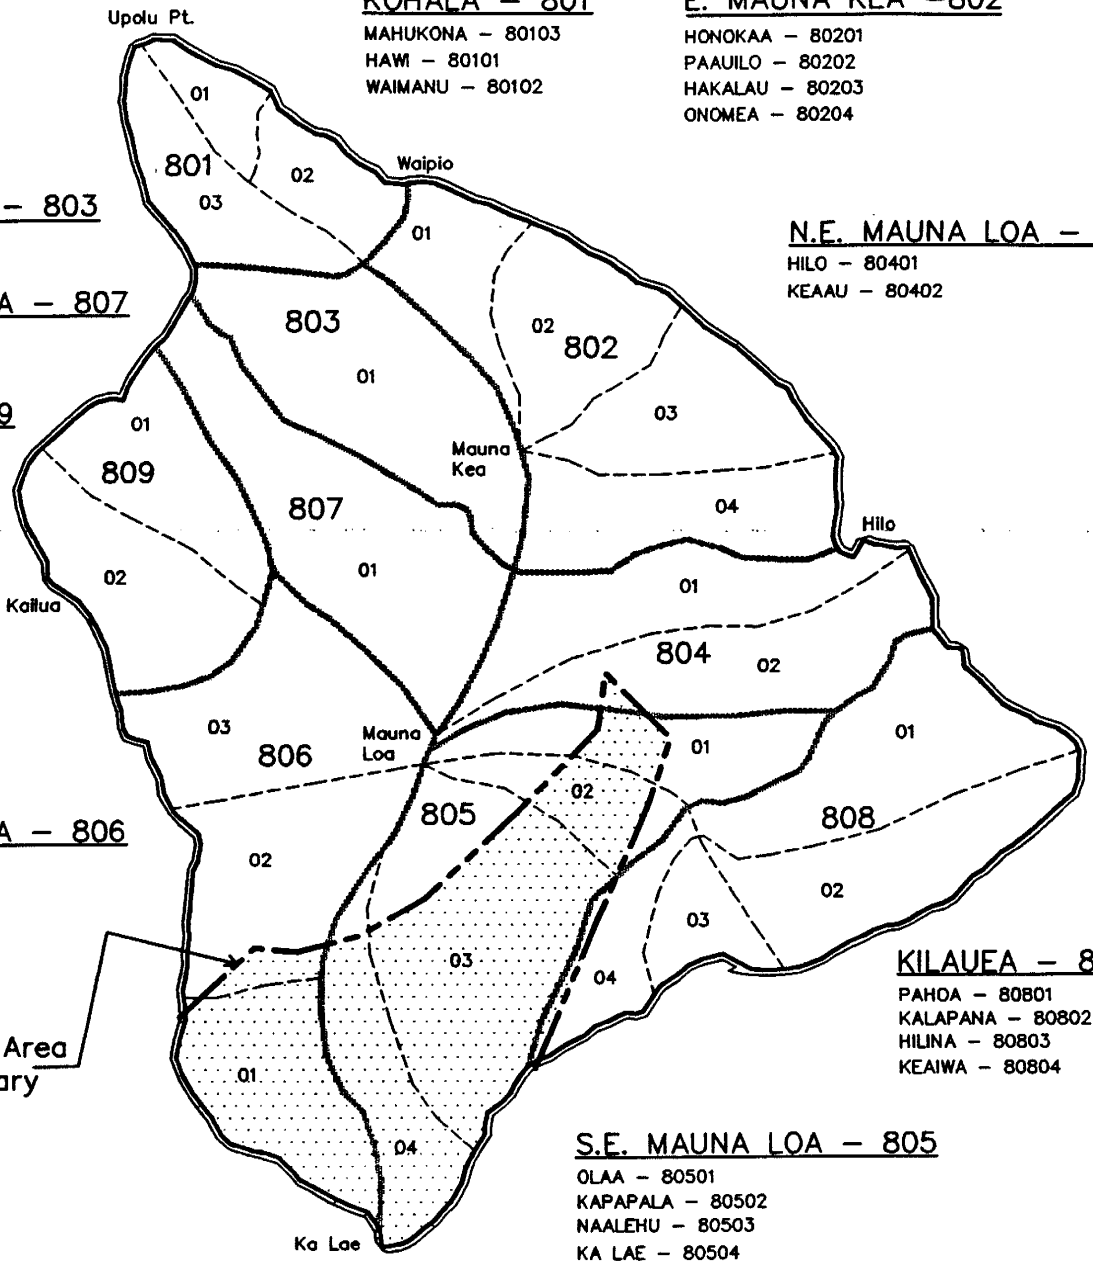 KOHALA – 801
MAHUKONA – 80103
HAWI – 80101
WAIMANU – 80102
E. MAUNA KEA –802
HONOKAA – 80201
PAAUILO – 80202
HAKALAU – 80203
ONOMEA – 80204
Upolu Pt.
01
801
02
03
Waipio
01
– 803
N.E. MAUNA LOA –
HILO – 80401
KEAAU – 80402
A – 807
803
02
802
01
03
9
01
809
Mauna
Kea
807
04
Hilo
01
02
01
Kailua
804
02
03
806
Mauna
Loa
01
01
02
805
808
A – 806
02
02
03
03
04
KILAUEA – 8
PAHOA – 80801
KALAPANA – 80802
HILINA – 80803
KEAIWA – 80804
Area
ary
01
04
S.E. MAUNA LOA – 805
OLAA – 80501
KAPAPALA – 80502
NAALEHU – 80503
KA LAE – 80504
Ka Lae